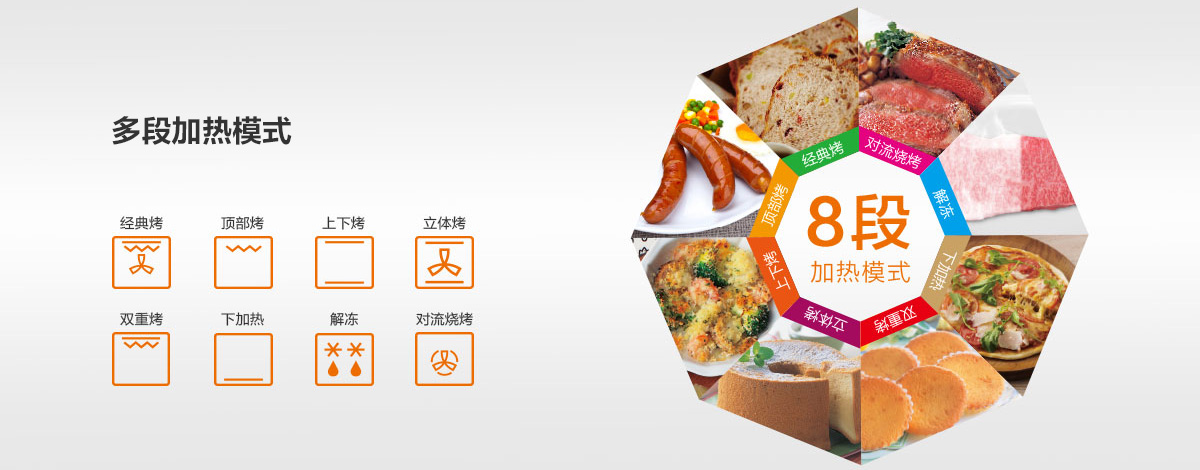 多段加热模式
经典烤
顶部烤
上下烤
立体烤
双重烤
下加热
解冻
对流烧烤
经典烤
对流烧烤
解冻
下加热
双重烤
立体烤
上下烤
顶部烤
8段
加热模式